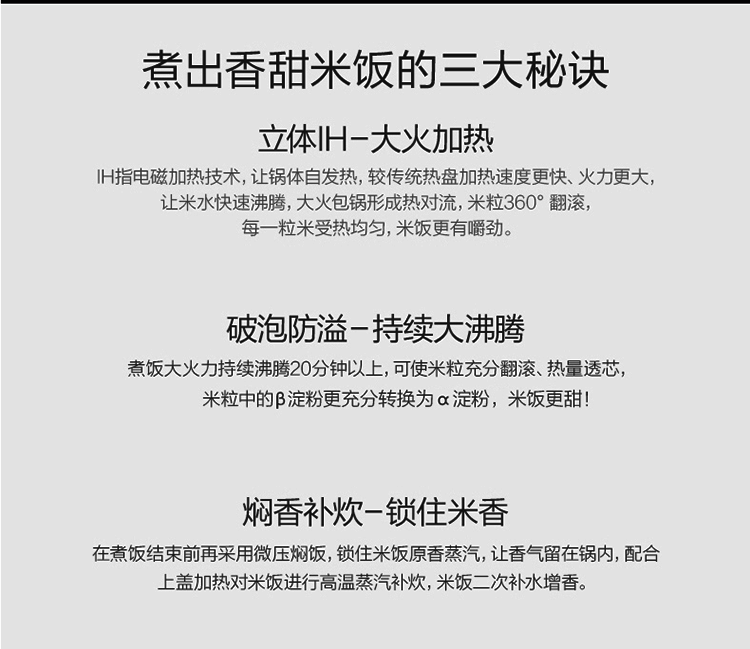 煮出香甜米饭的三大秘诀
立体IH-大火加热
IH指电磁加热技术,让锅体自发热,较传统热盘加热速度更快、火力更大,
让米水快速沸腾,大火包锅形成热对流,米粒360°翻滚,
每一粒米受热均匀,米饭更有嚼劲。
破泡防溢-持续大沸腾
煮饭大火力持续沸腾20分钟以上,可使米粒充分翻滚、热量透芯,
米粒中的β淀粉更充分转换为α淀粉,米饭更甜!
焖香补炊-锁住米香
在煮饭结束前再采用微压焖饭,锁住米饭原香蒸汽,让香气留在锅内,配合
上盖加热对米饭进行高温蒸汽补炊,米饭二次补水增香。